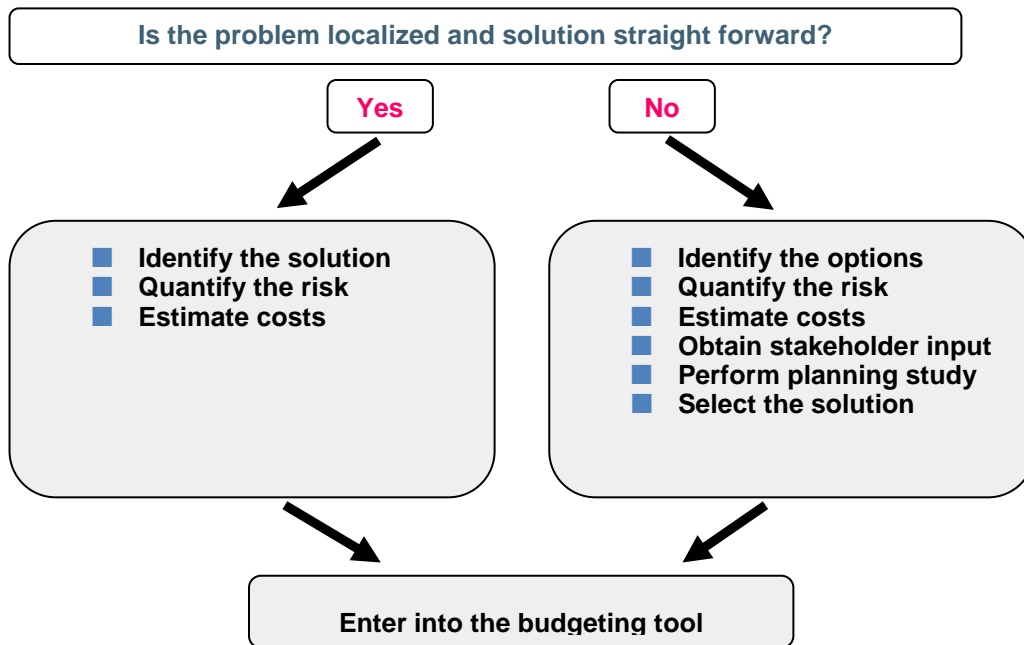 Is the problem localized and solution straight forward?
Yes
No
Identify the solution
Quantify the risk
Estimate costs
Identify the options
Quantify the risk
Estimate costs
Obtain stakeholder input
Perform planning study
Select the solution
Enter into the budgeting tool